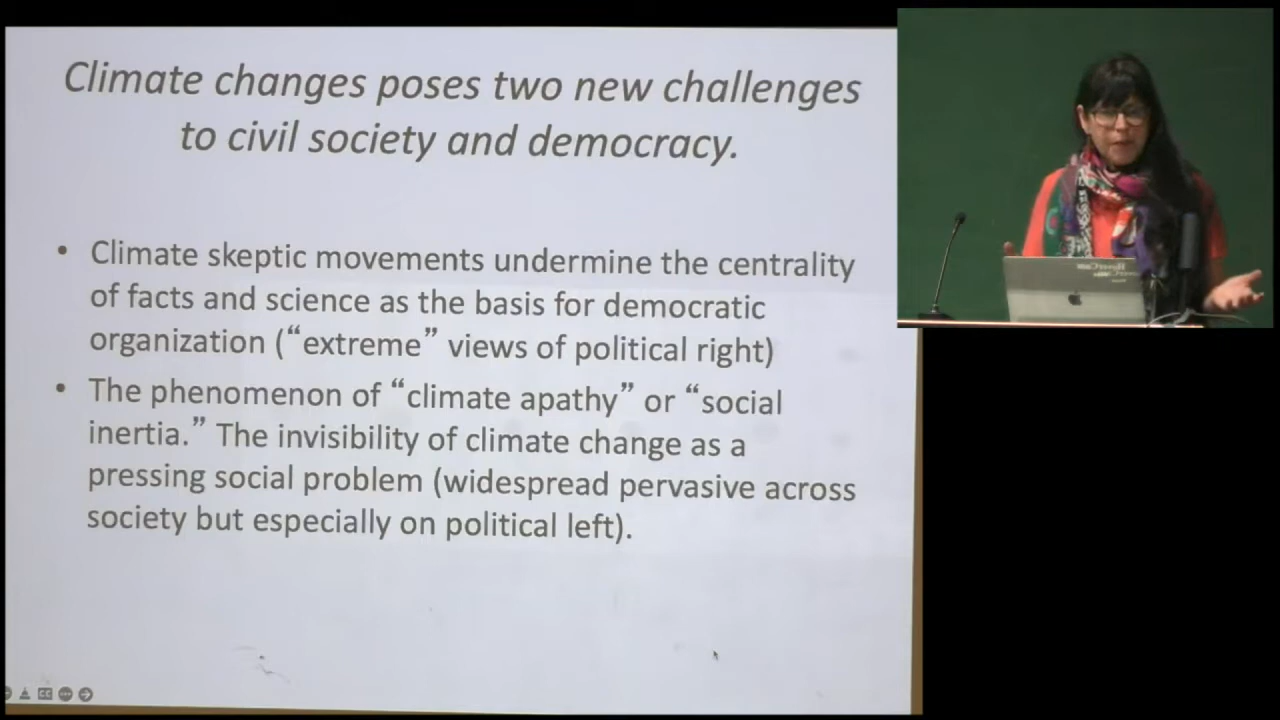 Climate changes poses two new challenges
to civil society and democracy.
• Climate skeptic movements undermine the centrality
of facts and science as the basis for democratic
organization (“extreme” views of political right)
• The phenomenon of “climate apathy” or “social
inertia.” The invisibility of climate change as a
pressing social problem (widespread pervasive across
society but especially on political left).
CC